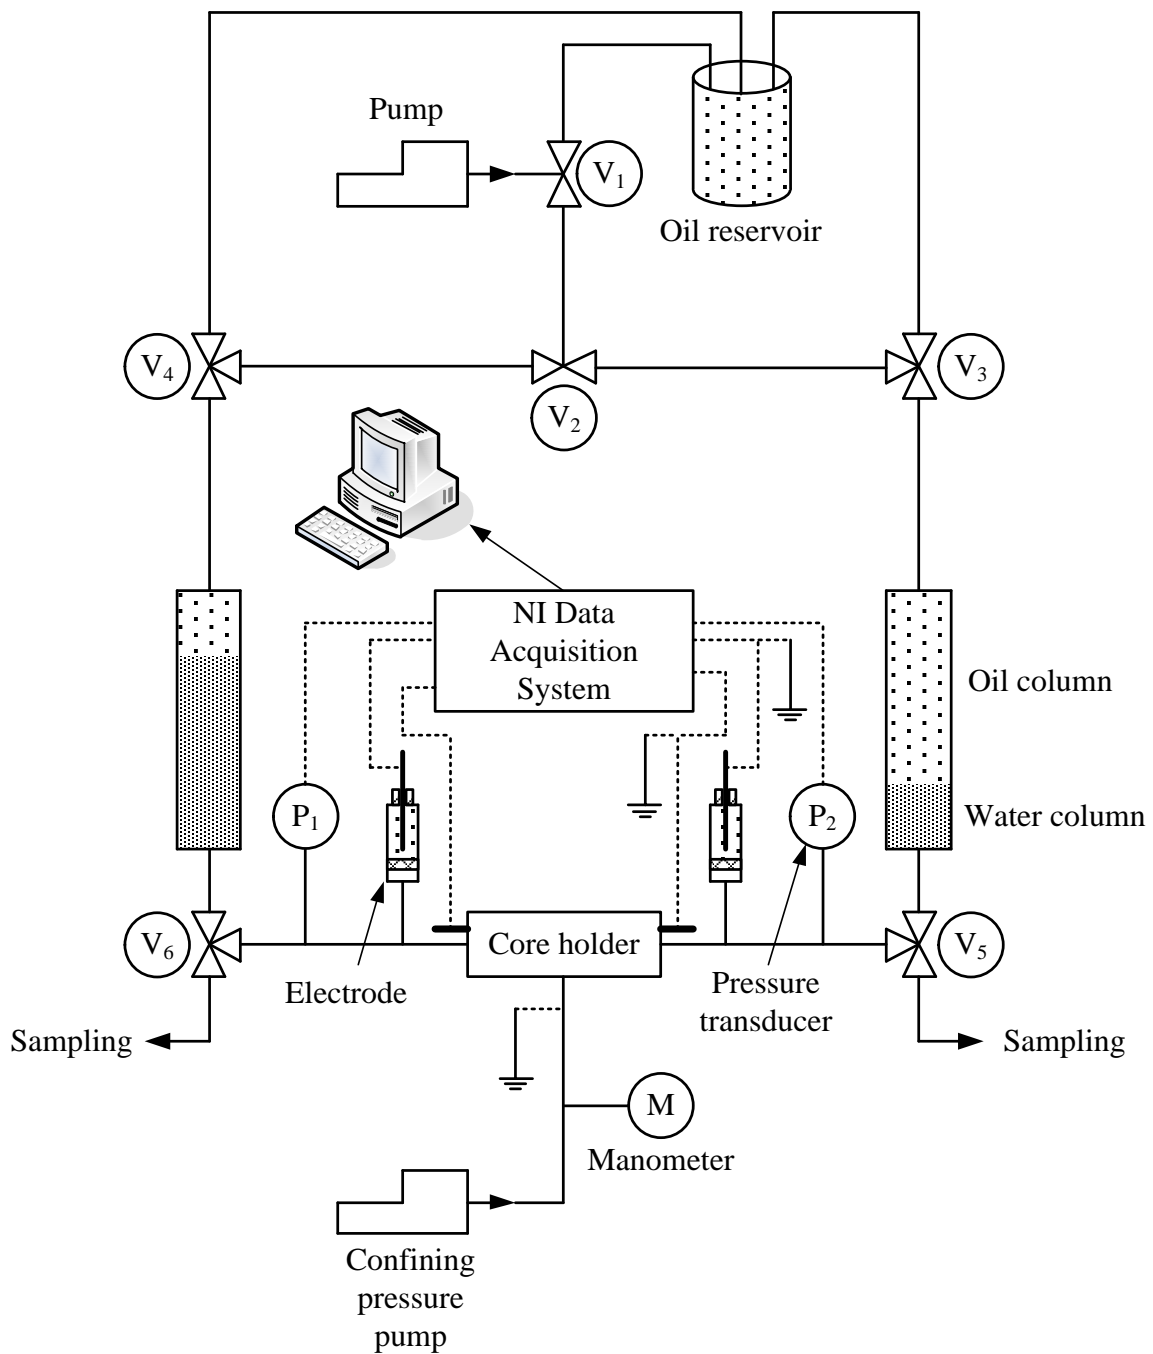 Pump
V1
Oil reservoir
V4
V3
V2
NI Data
Acquisition
System
Oil column
P1
P2
Water column
V6
Core holder
V5
Electrode
Pressure
transducer
Sampling
Sampling
M
Manometer
Confining
pressure
pump